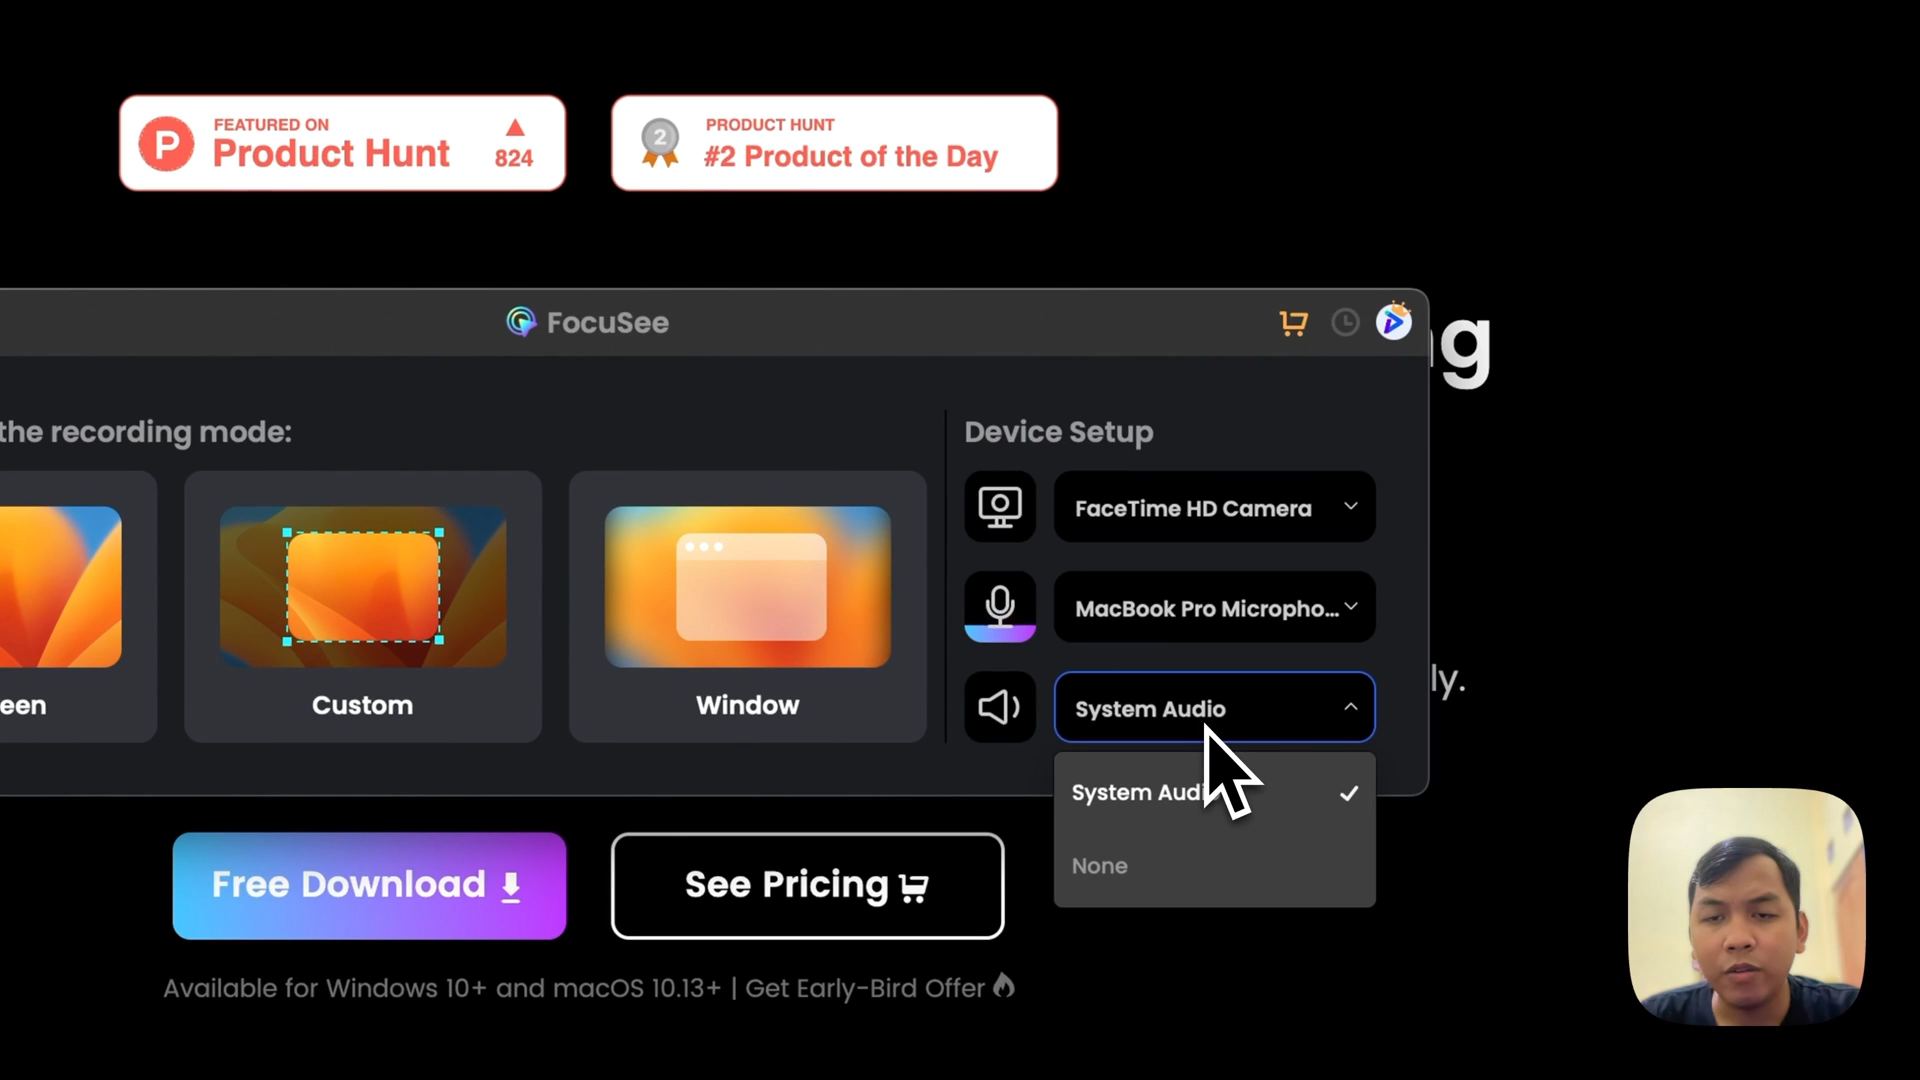 FEATURED ON
Product Hunt
824
2
PRODUCT HUNT
#2 Product of the Day
FocuSee
g
the recording mode:
Device Setup
FaceTime HD Camera
MacBook Pro Micropho...
een
Custom
Window
System Audio
ly.
System Audi
None
Free Download
See Pricing
Available for Windows 10+ and macOS 10.13+ | Get Early-Bird Offer